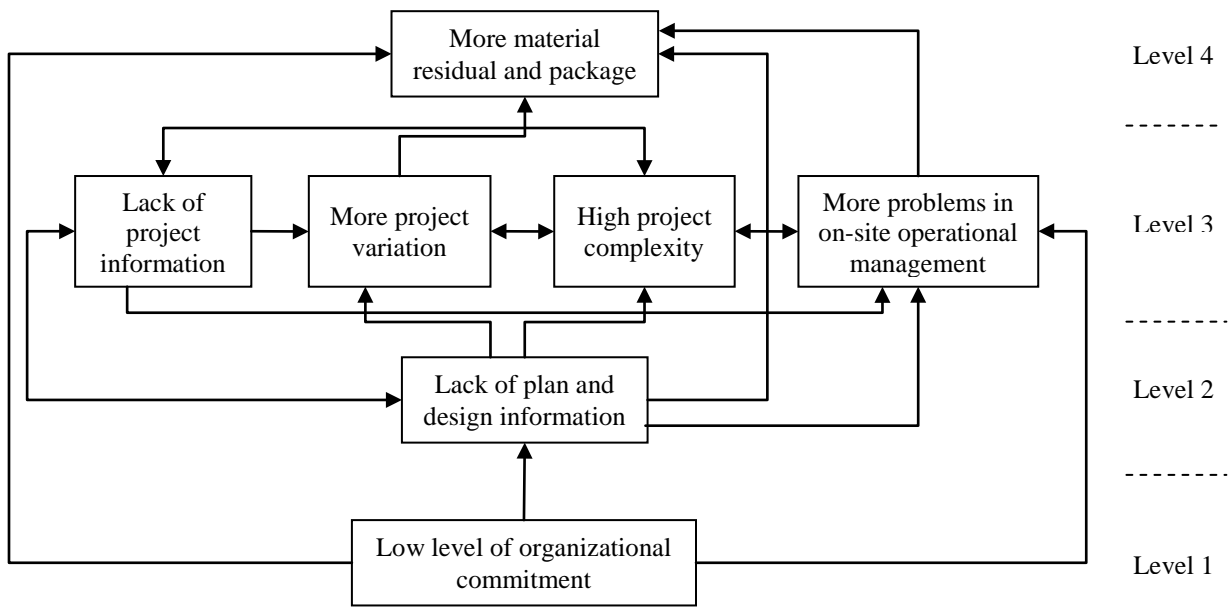 More material
residual and package
Level 4
Lack of
project
information
More project
variation
High project
complexity
More problems in
on-site operational
management
Level 3
Lack of plan and
design information
Level 2
Low level of organizational
commitment
Level 1